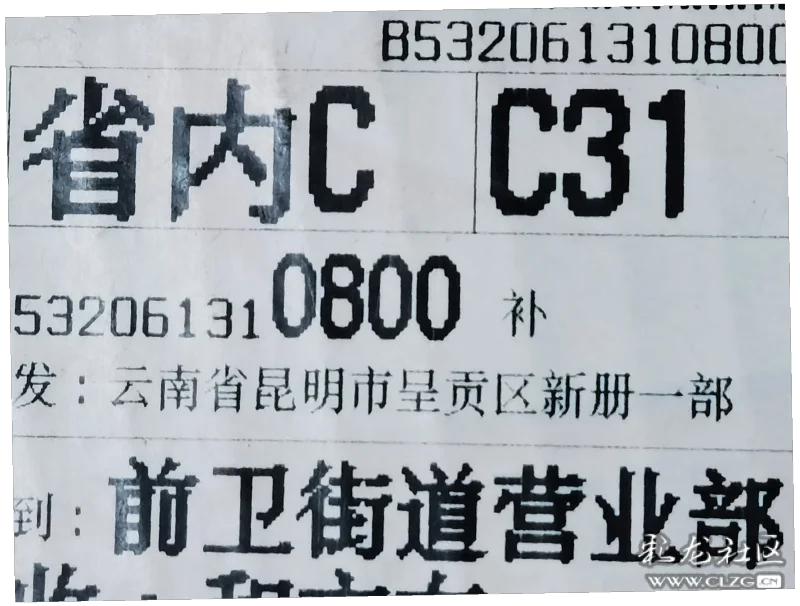 B532061310800
省内C C31
532061310800 补
发：云南省昆明市呈贡区新册一部
到：前卫街道营业部
彩龙社区
WWW.CLZG.CN